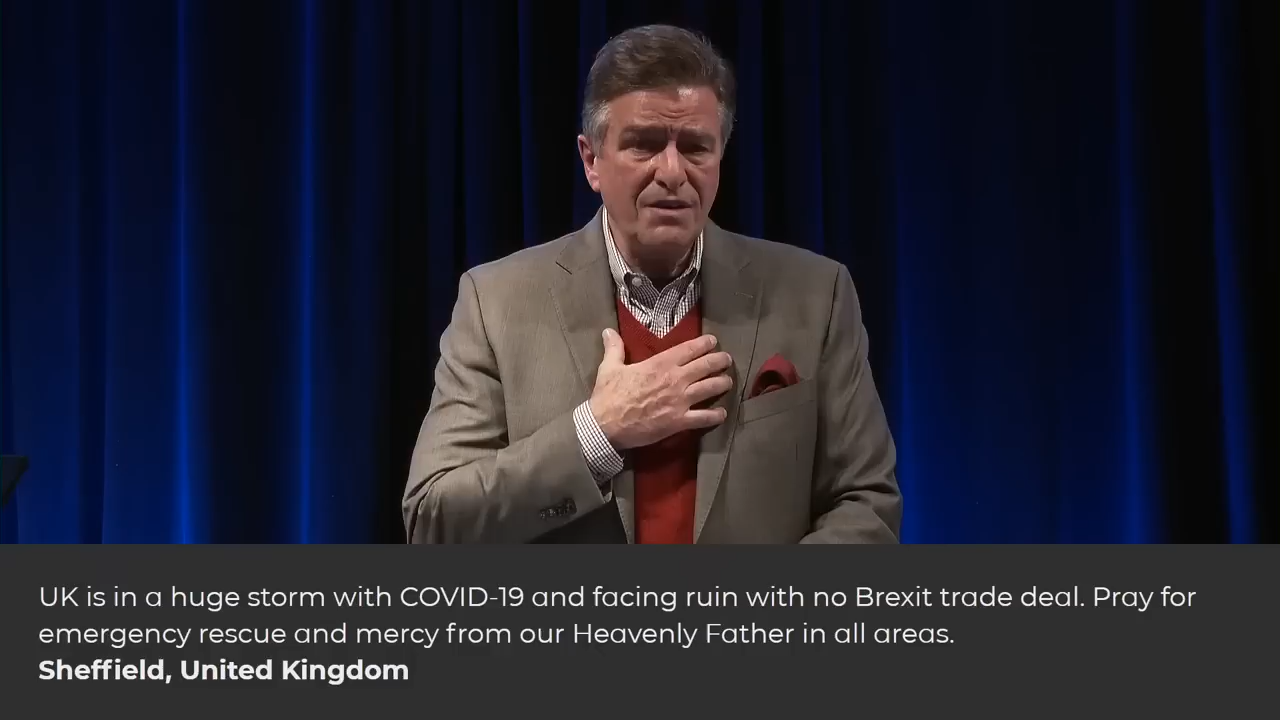 UK is in a huge storm with COVID-19 and facing ruin with no Brexit trade deal. Pray for
emergency rescue and mercy from our Heavenly Father in all areas.
Sheffield, United Kingdom